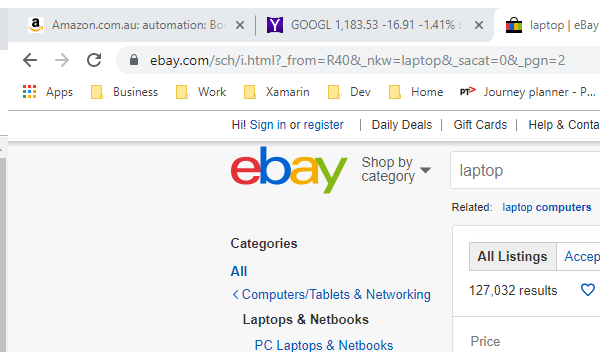 Amazon.com.au: automation: Boo
GOOGL 1,183.53 -16.91 -1.41%
laptop | eBay
ebay.com/sch/i.html?_from=R40&_nkw=laptop&_sacat=0&_pgn=2
Apps Business Work Xamarin Dev Home PT> Journey planner - P...
Hi! Sign in or register | Daily Deals | Gift Cards | Help & Conta
ebay
Shop by
category
laptop
Related: laptop computers
Categories
All Listings Accep
All
127,032 results
< Computers/Tablets & Networking
Laptops & Netbooks
Price
PC Laptops & Netbooks